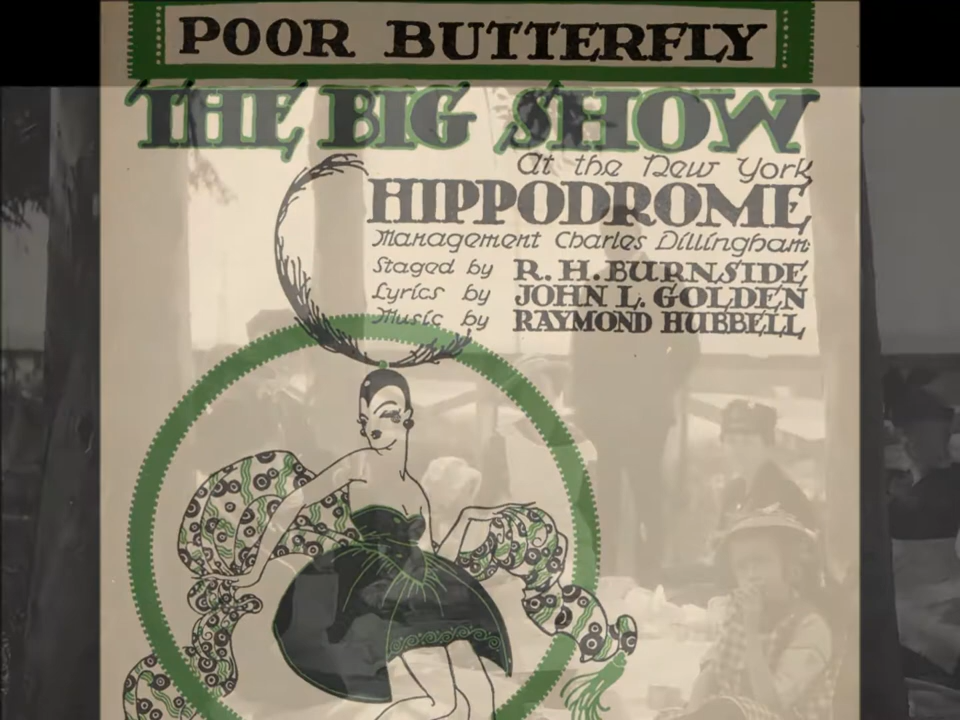 POOR BUTTERFLY
THE BIG SHOW
At the New York
HIPPODROME
Management Charles Dillingham
Staged by R. H. BURNSIDE
Lyrics by JOHN L. GOLDEN
Music by RAYMOND HUBBELL